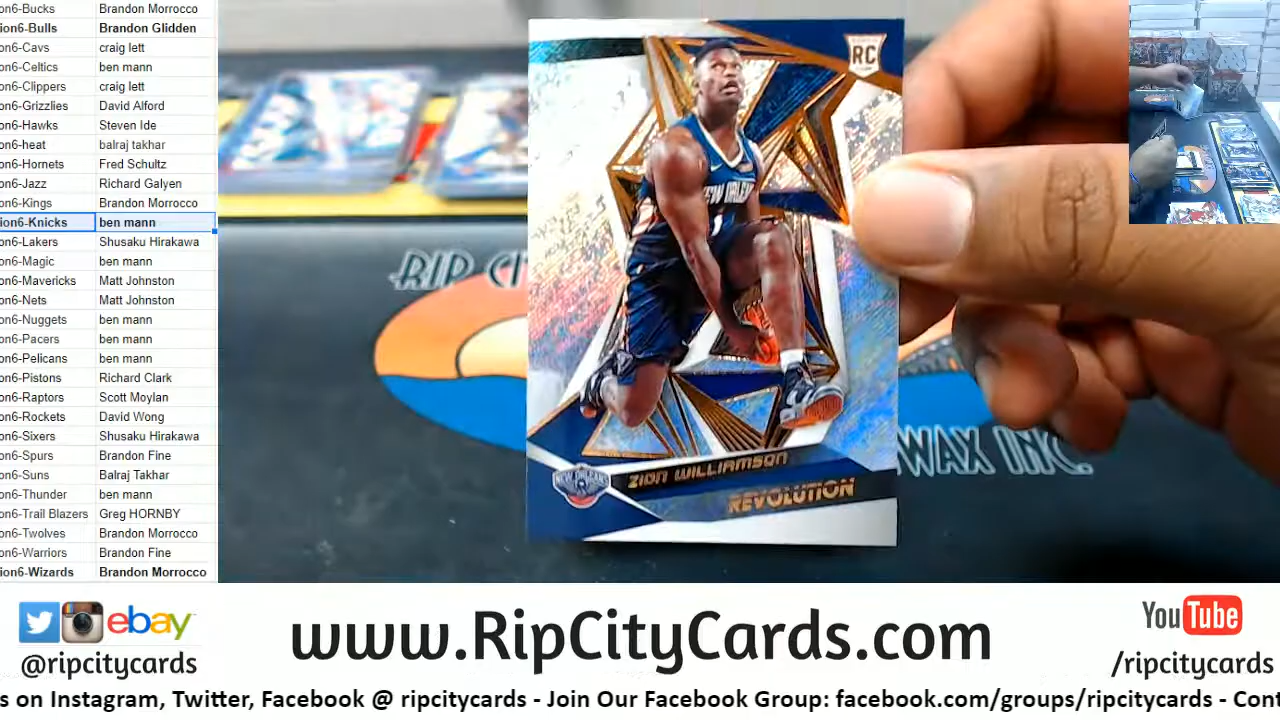 on6-Bucks Brandon Morrocco
ion6-Bulls Brandon Glidden
on6-Cavs craig lett
on6-Celtics ben mann
on6-Clippers craig lett
on6-Grizzlies David Alford
on6-Hawks Steven Ide
on6-heat balraj takhar
on6-Hornets Fred Schultz
on6-Jazz Richard Galyen
on6-Kings Brandon Morrocco
ion6-Knicks ben mann
on6-Lakers Shusaku Hirakawa
on6-Magic ben mann
on6-Mavericks Matt Johnston
on6-Nets Matt Johnston
on6-Nuggets ben mann
on6-Pacers ben mann
on6-Pelicans ben mann
on6-Pistons Richard Clark
on6-Raptors Scott Moylan
on6-Rockets David Wong
on6-Sixers Shusaku Hirakawa
on6-Spurs Brandon Fine
on6-Suns Balraj Takhar
on6-Thunder ben mann
on6-Trail Blazers Greg HORNBY
on6-Twolves Brandon Morrocco
on6-Warriors Brandon Fine
ion6-Wizards Brandon Morrocco
RC
NEW ORLEANS
RIP CI
WAX INC.
NEW ORLEANS
ZION WILLIAMSON
REVOLUTION
ebay
@ripcitycards
www.RipCityCards.com
YouTube
/ripcitycards
s on Instagram, Twitter, Facebook @ ripcitycards - Join Our Facebook Group: facebook.com/groups/ripcitycards - Cont